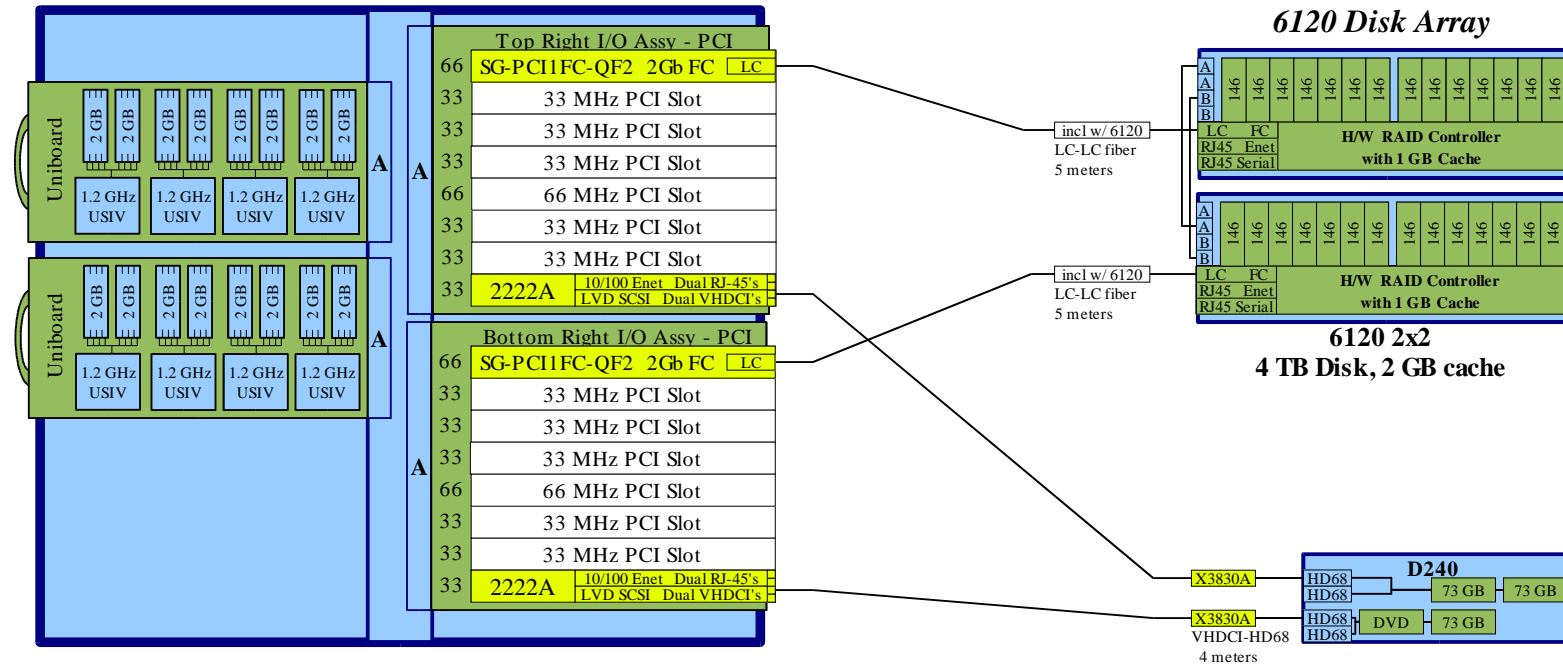 Uniboard
2 GB
2 GB
2 GB
2 GB
2 GB
2 GB
2 GB
2 GB
1.2 GHz
USIV
1.2 GHz
USIV
1.2 GHz
USIV
1.2 GHz
USIV
A
Uniboard
2 GB
2 GB
2 GB
2 GB
2 GB
2 GB
2 GB
2 GB
1.2 GHz
USIV
1.2 GHz
USIV
1.2 GHz
USIV
1.2 GHz
USIV
A
A
Top Right I/O Assy - PCI
66 SG-PCI1FC-QF2 2Gb FC LC
33 33 MHz PCI Slot
33 33 MHz PCI Slot
33 33 MHz PCI Slot
66 66 MHz PCI Slot
33 33 MHz PCI Slot
33 33 MHz PCI Slot
33 2222A
10/100 Enet Dual RJ-45's
LVD SCSI Dual VHDCI's
A
Bottom Right I/O Assy - PCI
66 SG-PCI1FC-QF2 2Gb FC LC
33 33 MHz PCI Slot
33 33 MHz PCI Slot
33 33 MHz PCI Slot
66 66 MHz PCI Slot
33 33 MHz PCI Slot
33 33 MHz PCI Slot
33 2222A
10/100 Enet Dual RJ-45's
LVD SCSI Dual VHDCI's
incl w/ 6120
LC-LC fiber
5 meters
incl w/ 6120
LC-LC fiber
5 meters
6120 Disk Array
A
A
B
B
146 146 146 146 146 146 146 146 146 146 146 146 146 146
LC FC
RJ45 Enet
RJ45 Serial
H/W RAID Controller
with 1 GB Cache
A
A
B
B
146 146 146 146 146 146 146 146 146 146 146 146 146 146
LC FC
RJ45 Enet
RJ45 Serial
H/W RAID Controller
with 1 GB Cache
6120 2x2
4 TB Disk, 2 GB cache
X3830A
X3830A
VHDCI-HD68
4 meters
D240
HD68
HD68
73 GB 73 GB
HD68
HD68
DVD 73 GB